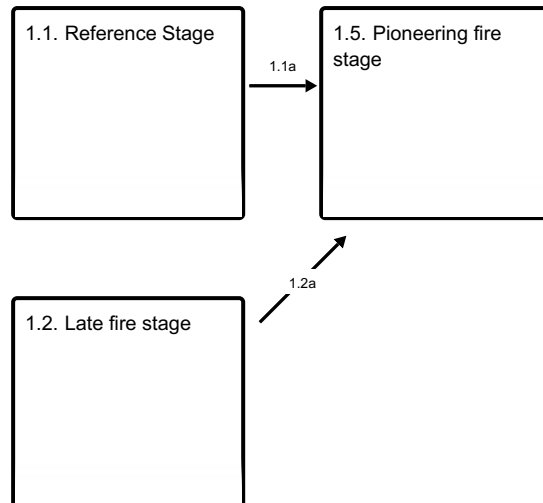 1.1. Reference Stage
1.1a
1.5. Pioneering fire
stage
1.2a
1.2. Late fire stage